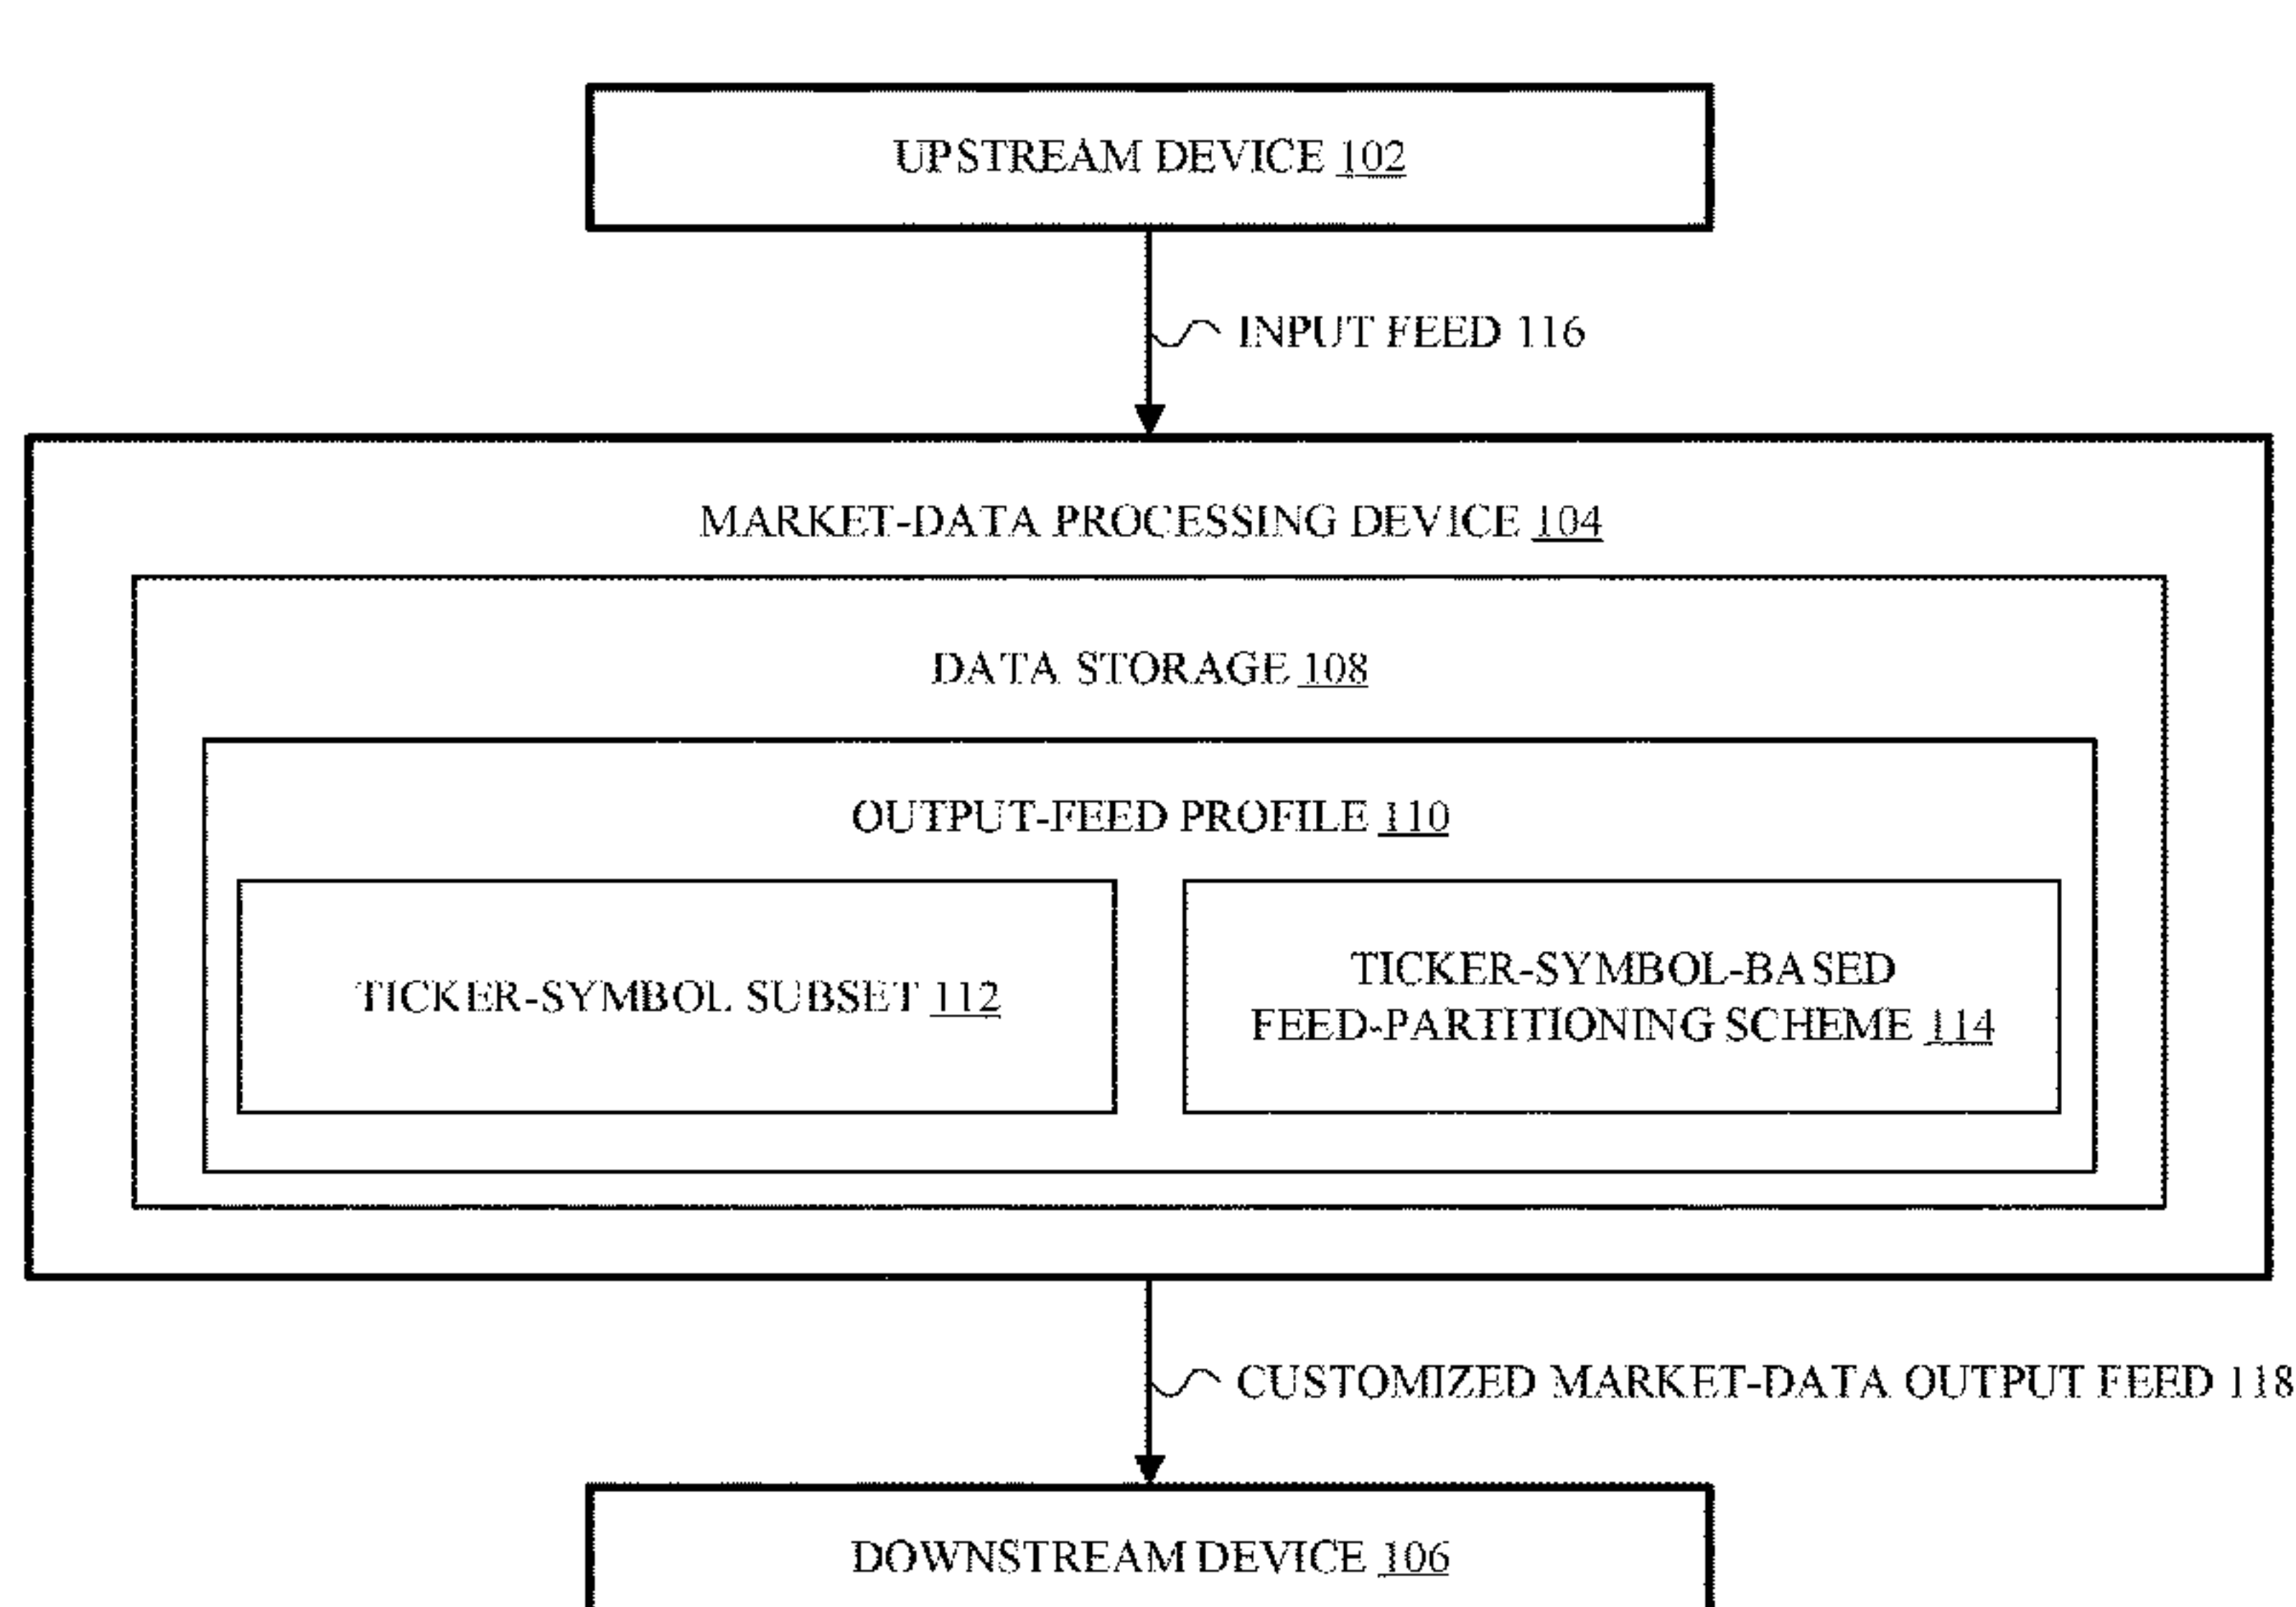 UPSTREAM DEVICE 102
INPUT FEED 116
MARKET-DATA PROCESSING DEVICE 104
DATA STORAGE 108
OUTPUT-FEED PROFILE 110
TICKER-SYMBOL SUBSET 112
TICKER-SYMBOL-BASED
FEED-PARTITIONING SCHEME 114
CUSTOMIZED MARKET-DATA OUTPUT FEED 118
DOWNSTREAM DEVICE 106